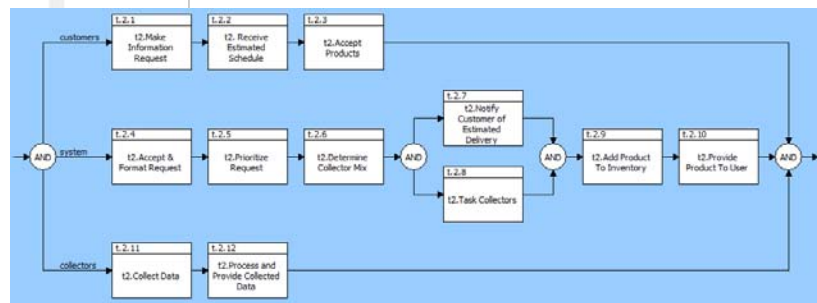 customers
t.2.1
t2.Make
Information
Request
t.2.2
t2. Receive
Estimated
Schedule
t.2.3
t2.Accept
Products
AND
system
t.2.4
t2.Accept &
Format Request
t.2.5
t2.Prioritize
Request
t.2.6
t2.Determine
Collector Mix
AND
t.2.7
t2.Notify
Customer of
Estimated
Delivery
t.2.8
t2.Task Collectors
AND
t.2.9
t2.Add Product
To Inventory
t.2.10
t2.Provide
Product To User
AND
collectors
t.2.11
t2.Collect Data
t.2.12
t2.Process and
Provide Collected
Data